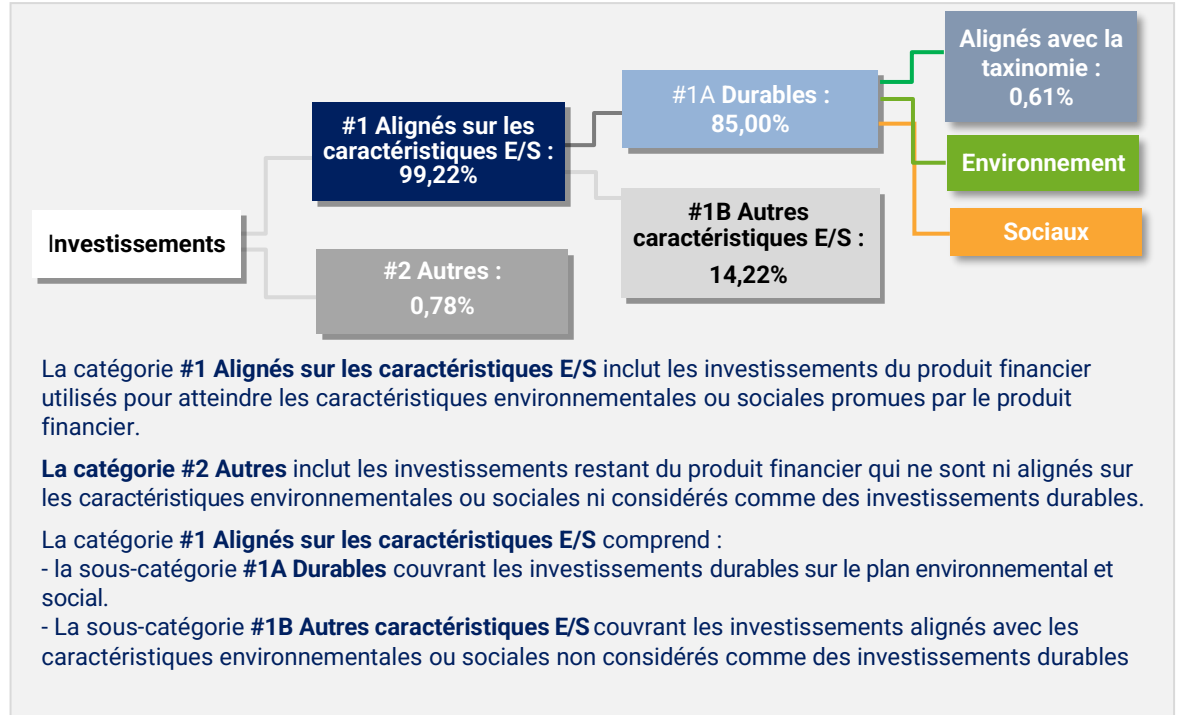 Investissements
#1 Alignés sur les
caractéristiques E/S :
99,22%
#2 Autres :
0,78%
#1A Durables :
85,00%
#1B Autres
caractéristiques E/S :
14,22%
Alignés avec la
taxinomie :
0,61%
Environnement
Sociaux
La catégorie #1 Alignés sur les caractéristiques E/S inclut les investissements du produit financier
utilisés pour atteindre les caractéristiques environnementales ou sociales promues par le produit
financier.
La catégorie #2 Autres inclut les investissements restant du produit financier qui ne sont ni alignés sur
les caractéristiques environnementales ou sociales ni considérés comme des investissements durables.
La catégorie #1 Alignés sur les caractéristiques E/S comprend :
- la sous-catégorie #1A Durables couvrant les investissements durables sur le plan environnemental et
social.
- La sous-catégorie #1B Autres caractéristiques E/S couvrant les investissements alignés avec les
caractéristiques environnementales ou sociales non considérés comme des investissements durables